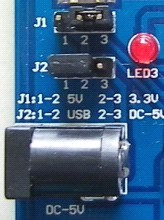 J1
1 2 3
J2
LED3
1 2 3
J1:1-2 5V 2-3 3.3V
J2:1-2 USB 2-3 DC-5V
DC-5V